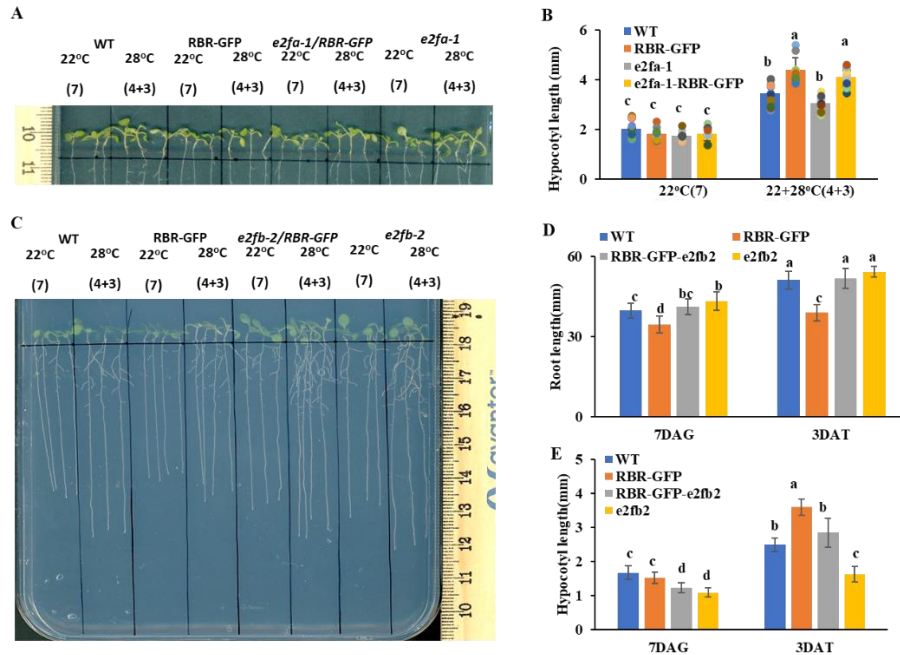 A
WT RBR-GFP e2fa-1/RBR-GFP e2fa-1
22°C 28°C 22°C 28°C 22°C 28°C 22°C 28°C
(7) (4+3) (7) (4+3) (7) (4+3) (7) (4+3)
10
11
B
WT
RBR-GFP
e2fa-1
e2fa-1-RBR-GFP
Hypocotyl length (mm)
6
4
2
0
c c c c
b a b a
22°C(7) 22+28°C(4+3)
C
WT RBR-GFP e2fb-2/RBR-GFP e2fb-2
22°C 28°C 22°C 28°C 22°C 28°C 22°C 28°C
(7) (4+3) (7) (4+3) (7) (4+3) (7) (4+3)
19
18
17
16
15
14
13
12
11
10
D
WT RBR-GFP
RBR-GFP-e2fb2 e2fb2
Root length(mm)
60
30
0
c d bc b
a c a a
7DAG 3DAT
E
WT
RBR-GFP
RBR-GFP-e2fb2
e2fb2
Hypocotyl length(mm)
5
4
3
2
1
0
c c d d
b a b c
7DAG 3DAT